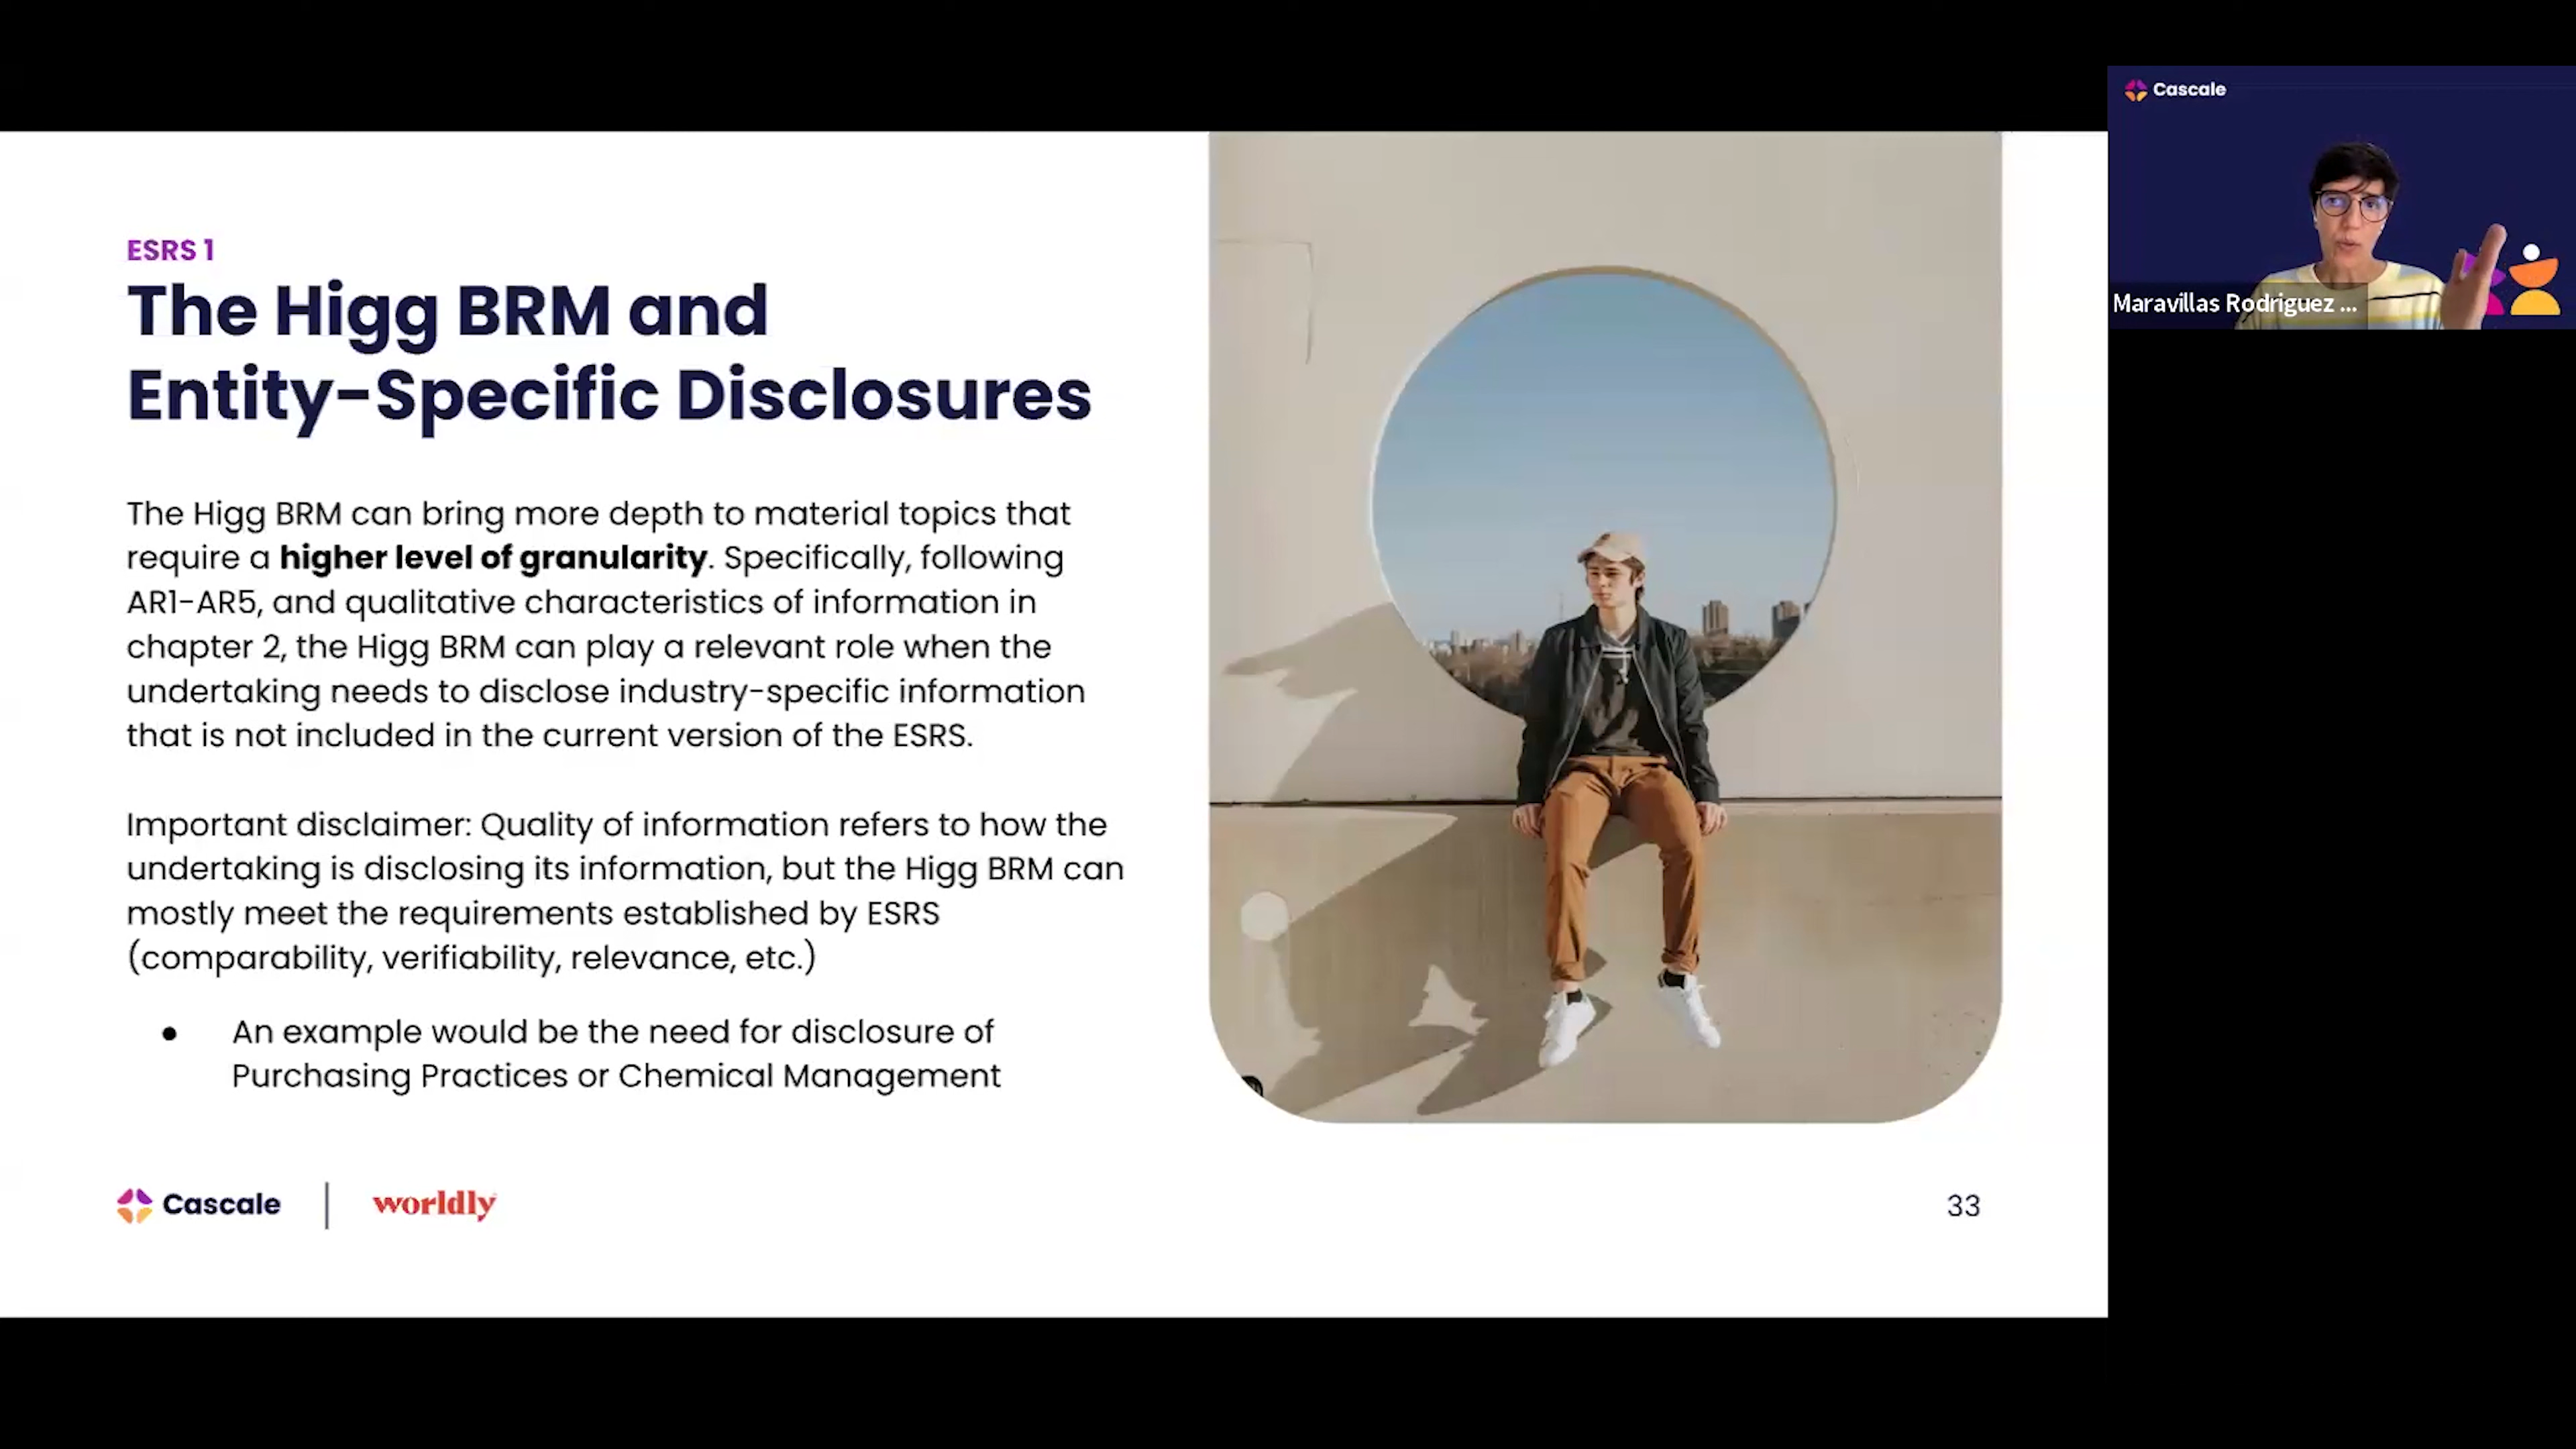 ESRS 1
The Higg BRM and
Entity-Specific Disclosures
The Higg BRM can bring more depth to material topics that
require a higher level of granularity. Specifically, following
AR1-AR5, and qualitative characteristics of information in
chapter 2, the Higg BRM can play a relevant role when the
undertaking needs to disclose industry-specific information
that is not included in the current version of the ESRS.
Important disclaimer: Quality of information refers to how the
undertaking is disclosing its information, but the Higg BRM can
mostly meet the requirements established by ESRS
(comparability, verifiability, relevance, etc.)
● An example would be the need for disclosure of
Purchasing Practices or Chemical Management
Cascale | worldly
33
Cascale
Maravillas Rodriguez ...